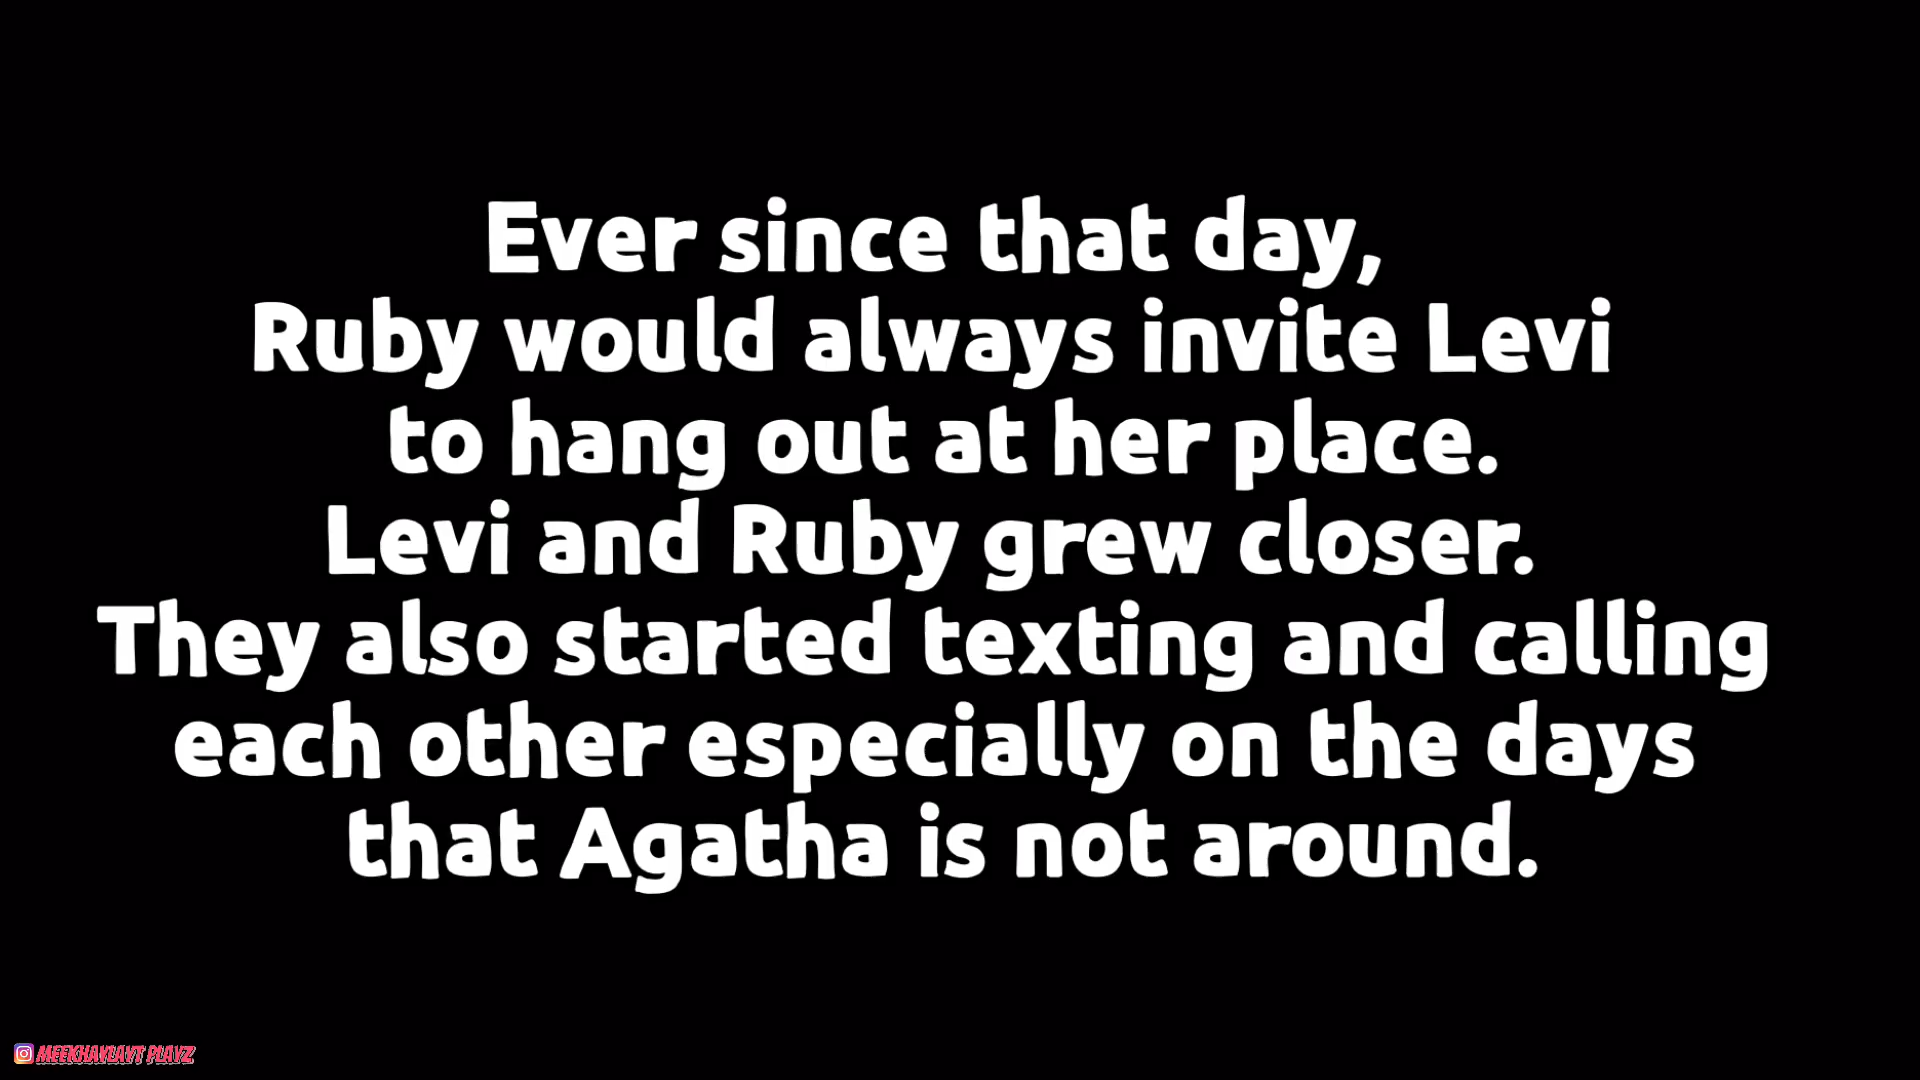 Ever since that day,
Ruby would always invite Levi
to hang out at her place.
Levi and Ruby grew closer.
They also started texting and calling
each other especially on the days
that Agatha is not around.
MEEKHAYLAYT PLAYZ